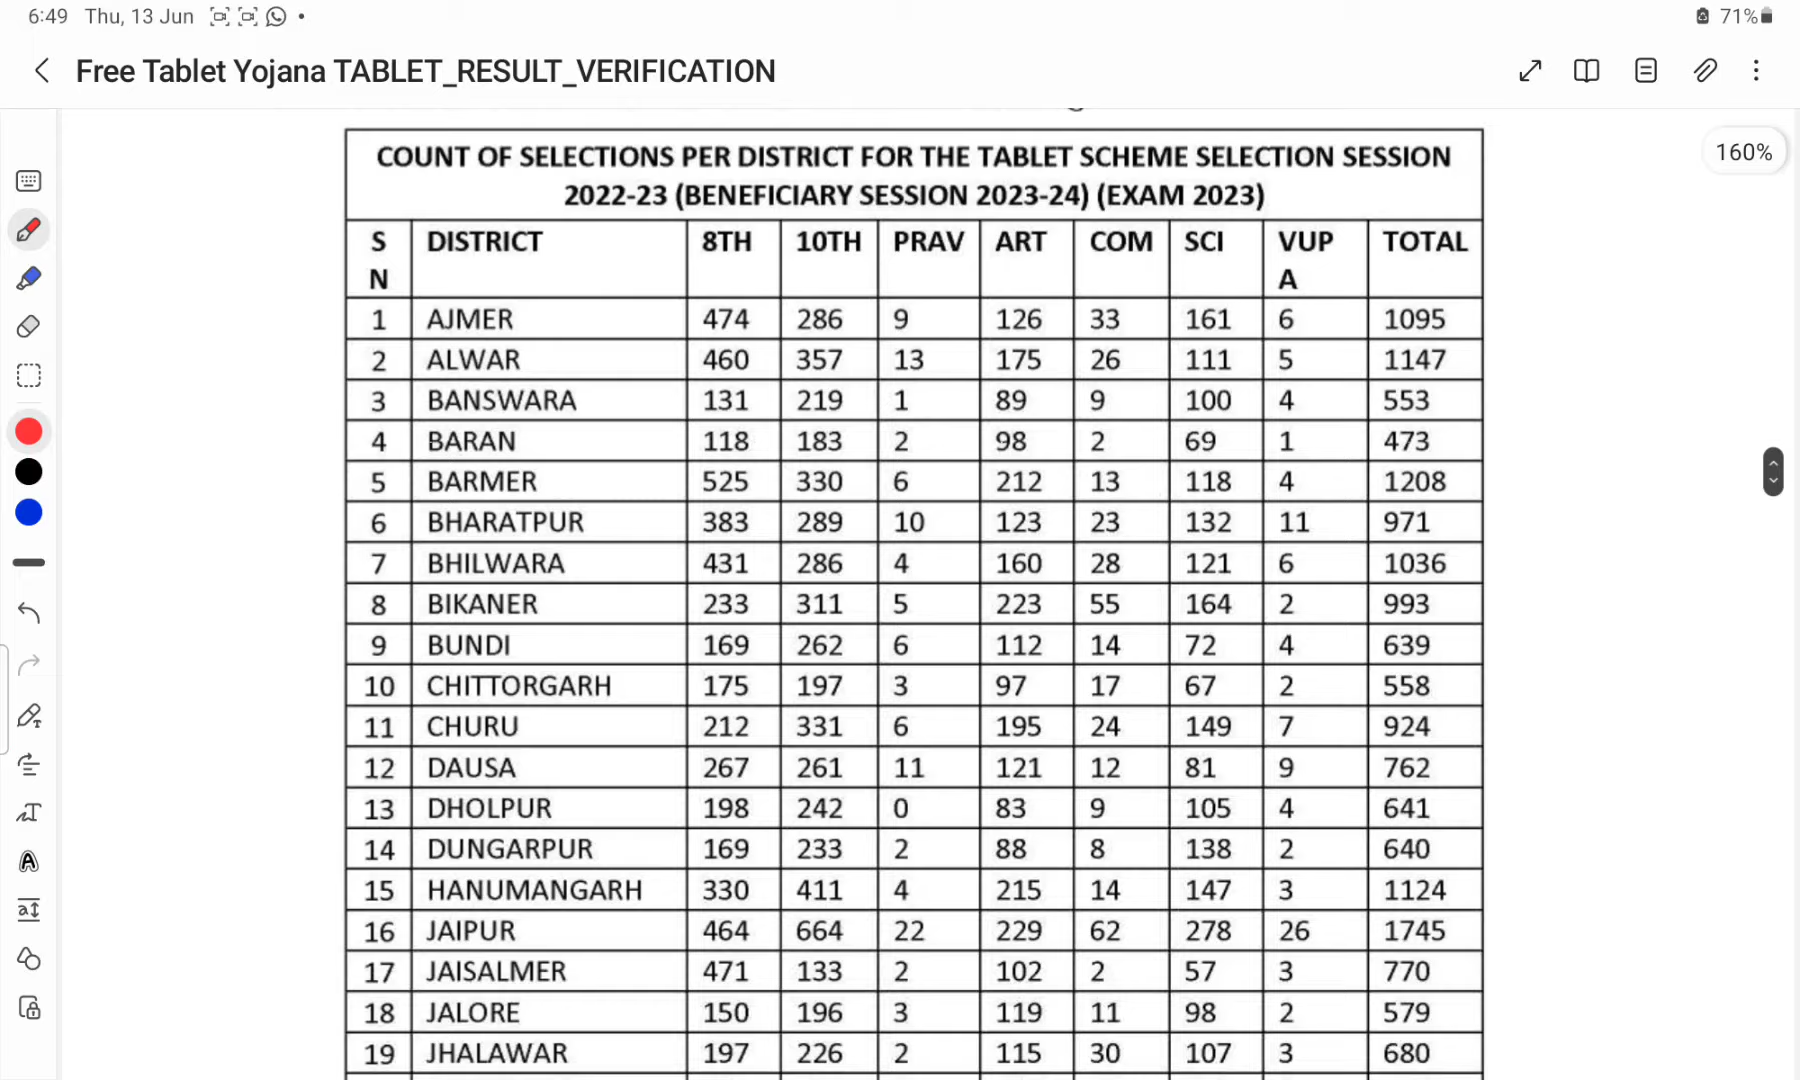 6:49 Thu, 13 Jun
71%
Free Tablet Yojana TABLET_RESULT_VERIFICATION
160%
COUNT OF SELECTIONS PER DISTRICT FOR THE TABLET SCHEME SELECTION SESSION
2022-23 (BENEFICIARY SESSION 2023-24) (EXAM 2023)
SN DISTRICT 8TH 10TH PRAV ART COM SCI VUPA TOTAL
1 AJMER 474 286 9 126 33 161 6 1095
2 ALWAR 460 357 13 175 26 111 5 1147
3 BANSWARA 131 219 1 89 9 100 4 553
4 BARAN 118 183 2 98 2 69 1 473
5 BARMER 525 330 6 212 13 118 4 1208
6 BHARATPUR 383 289 10 123 23 132 11 971
7 BHILWARA 431 286 4 160 28 121 6 1036
8 BIKANER 233 311 5 223 55 164 2 993
9 BUNDI 169 262 6 112 14 72 4 639
10 CHITTORGARH 175 197 3 97 17 67 2 558
11 CHURU 212 331 6 195 24 149 7 924
12 DAUSA 267 261 11 121 12 81 9 762
13 DHOLPUR 198 242 0 83 9 105 4 641
14 DUNGARPUR 169 233 2 88 8 138 2 640
15 HANUMANGARH 330 411 4 215 14 147 3 1124
16 JAIPUR 464 664 22 229 62 278 26 1745
17 JAISALMER 471 133 2 102 2 57 3 770
18 JALORE 150 196 3 119 11 98 2 579
19 JHALAWAR 197 226 2 115 30 107 3 680